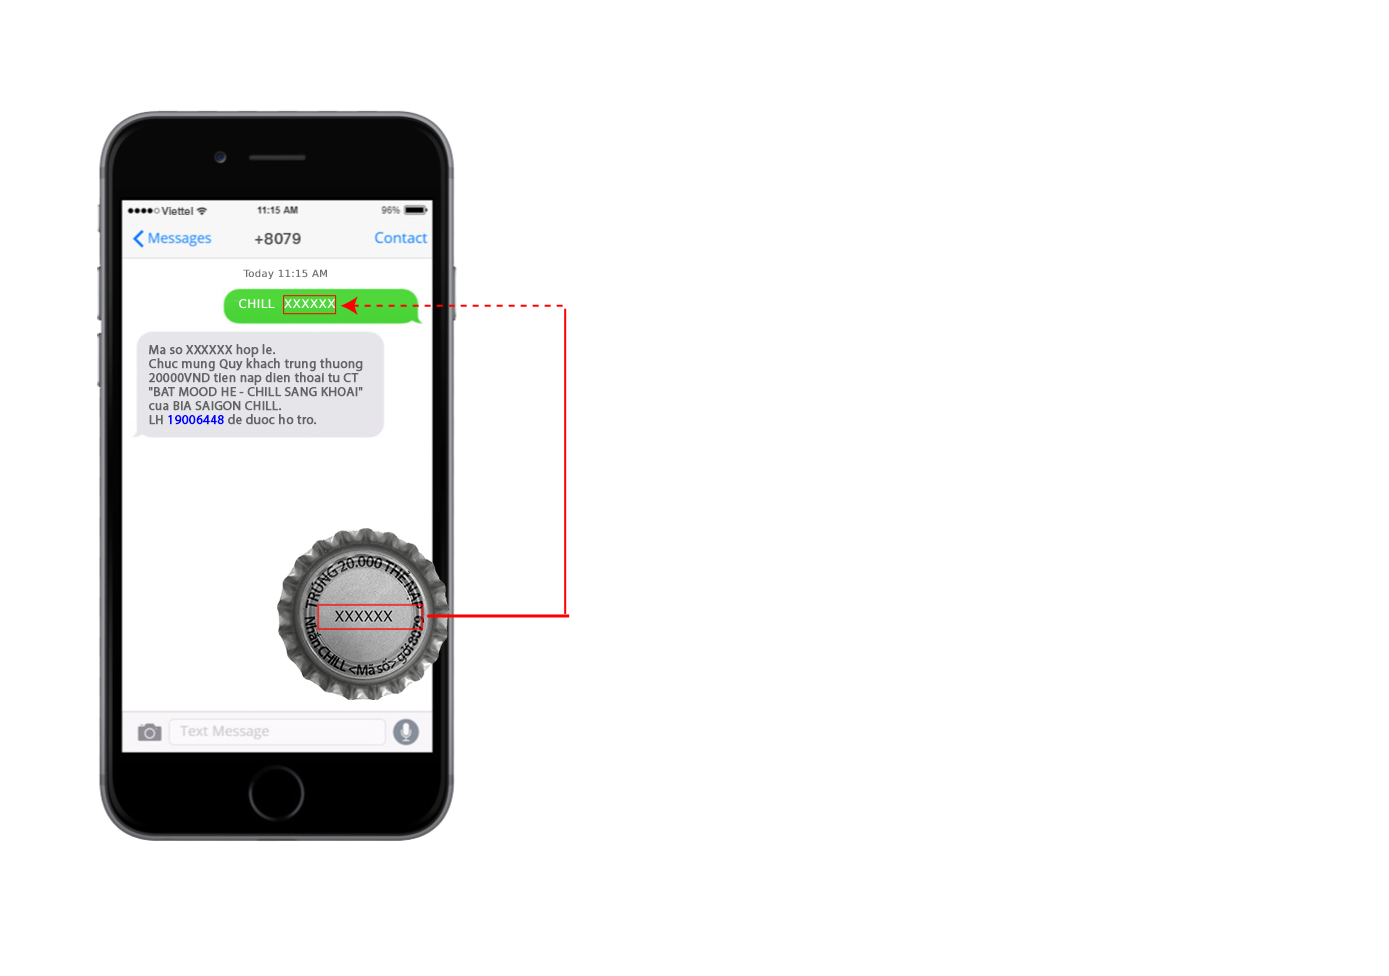 Viettel 11:15 AM 96%
Messages +8079 Contact
Today 11:15 AM
CHILL XXXXXX
Ma so XXXXXX hop le.
Chuc mung Quy khach trung thuong
20000VND tien nap dien thoai tu CT
"BAT MOOD HE - CHILL SANG KHOAI"
cua BIA SAIGON CHILL.
LH 19006448 de duoc ho tro.
TRÚNG 20.000 THẺ NẠP
XXXXXX
Nhắn CHILL <Mã số> gởi 8079
Text Message